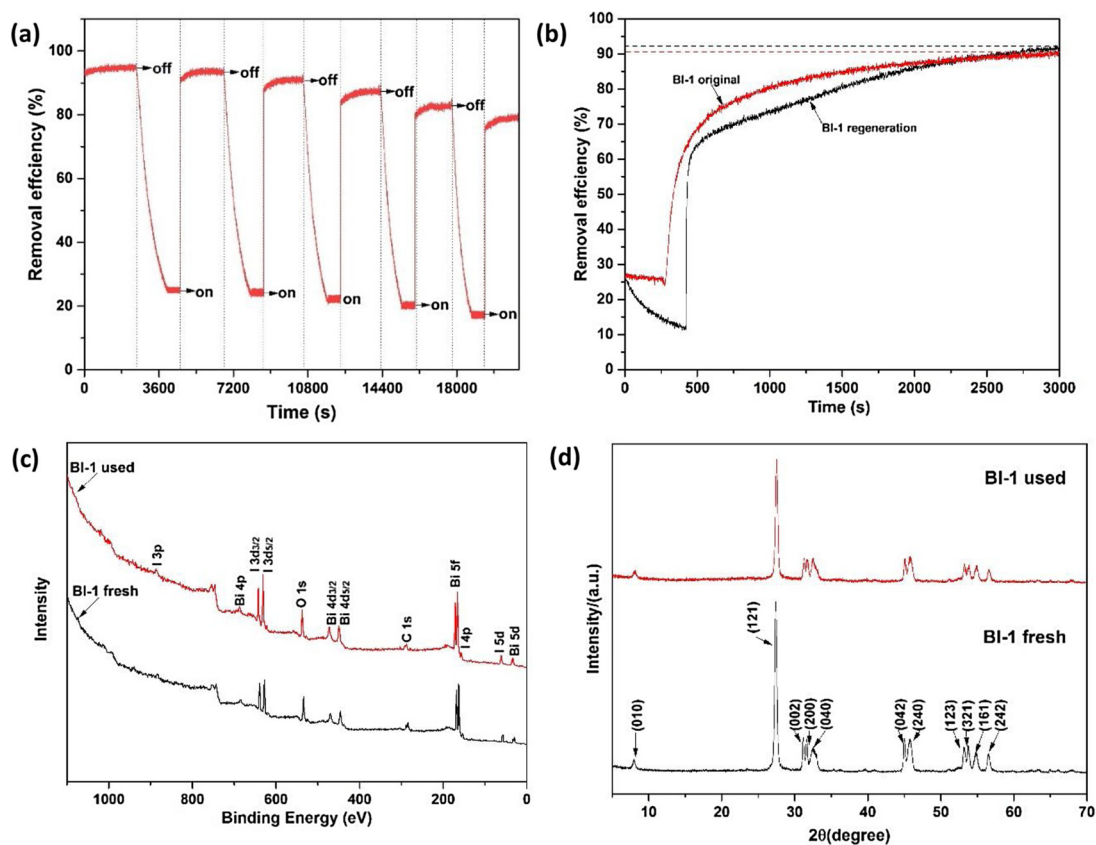 (a)
Removal effciency (%)
100
80
60
40
20
0
off
off
off
off
off
on
on
on
on
on
0
3600
7200
10800
14400
18000
Time (s)
(b)
Removal effciency (%)
100
90
80
70
60
50
40
30
20
10
0
BI-1 original
BI-1 regeneration
0
500
1000
1500
2000
2500
3000
Time (s)
(c)
Intensity
BI-1 used
BI-1 fresh
I 3p
Bi 4p
I 3d3/2
I 3d5/2
O 1s
Bi 4d3/2
Bi 4d5/2
C 1s
Bi 5f
I 4p
I 5d
Bi 5d
1000
800
600
400
200
0
Binding Energy (eV)
(d)
Intensity/(a.u.)
BI-1 used
BI-1 fresh
(010)
(121)
(002)
(200)
(040)
(042)
(240)
(123)
(321)
(161)
(242)
10
20
30
40
50
60
70
2θ(degree)